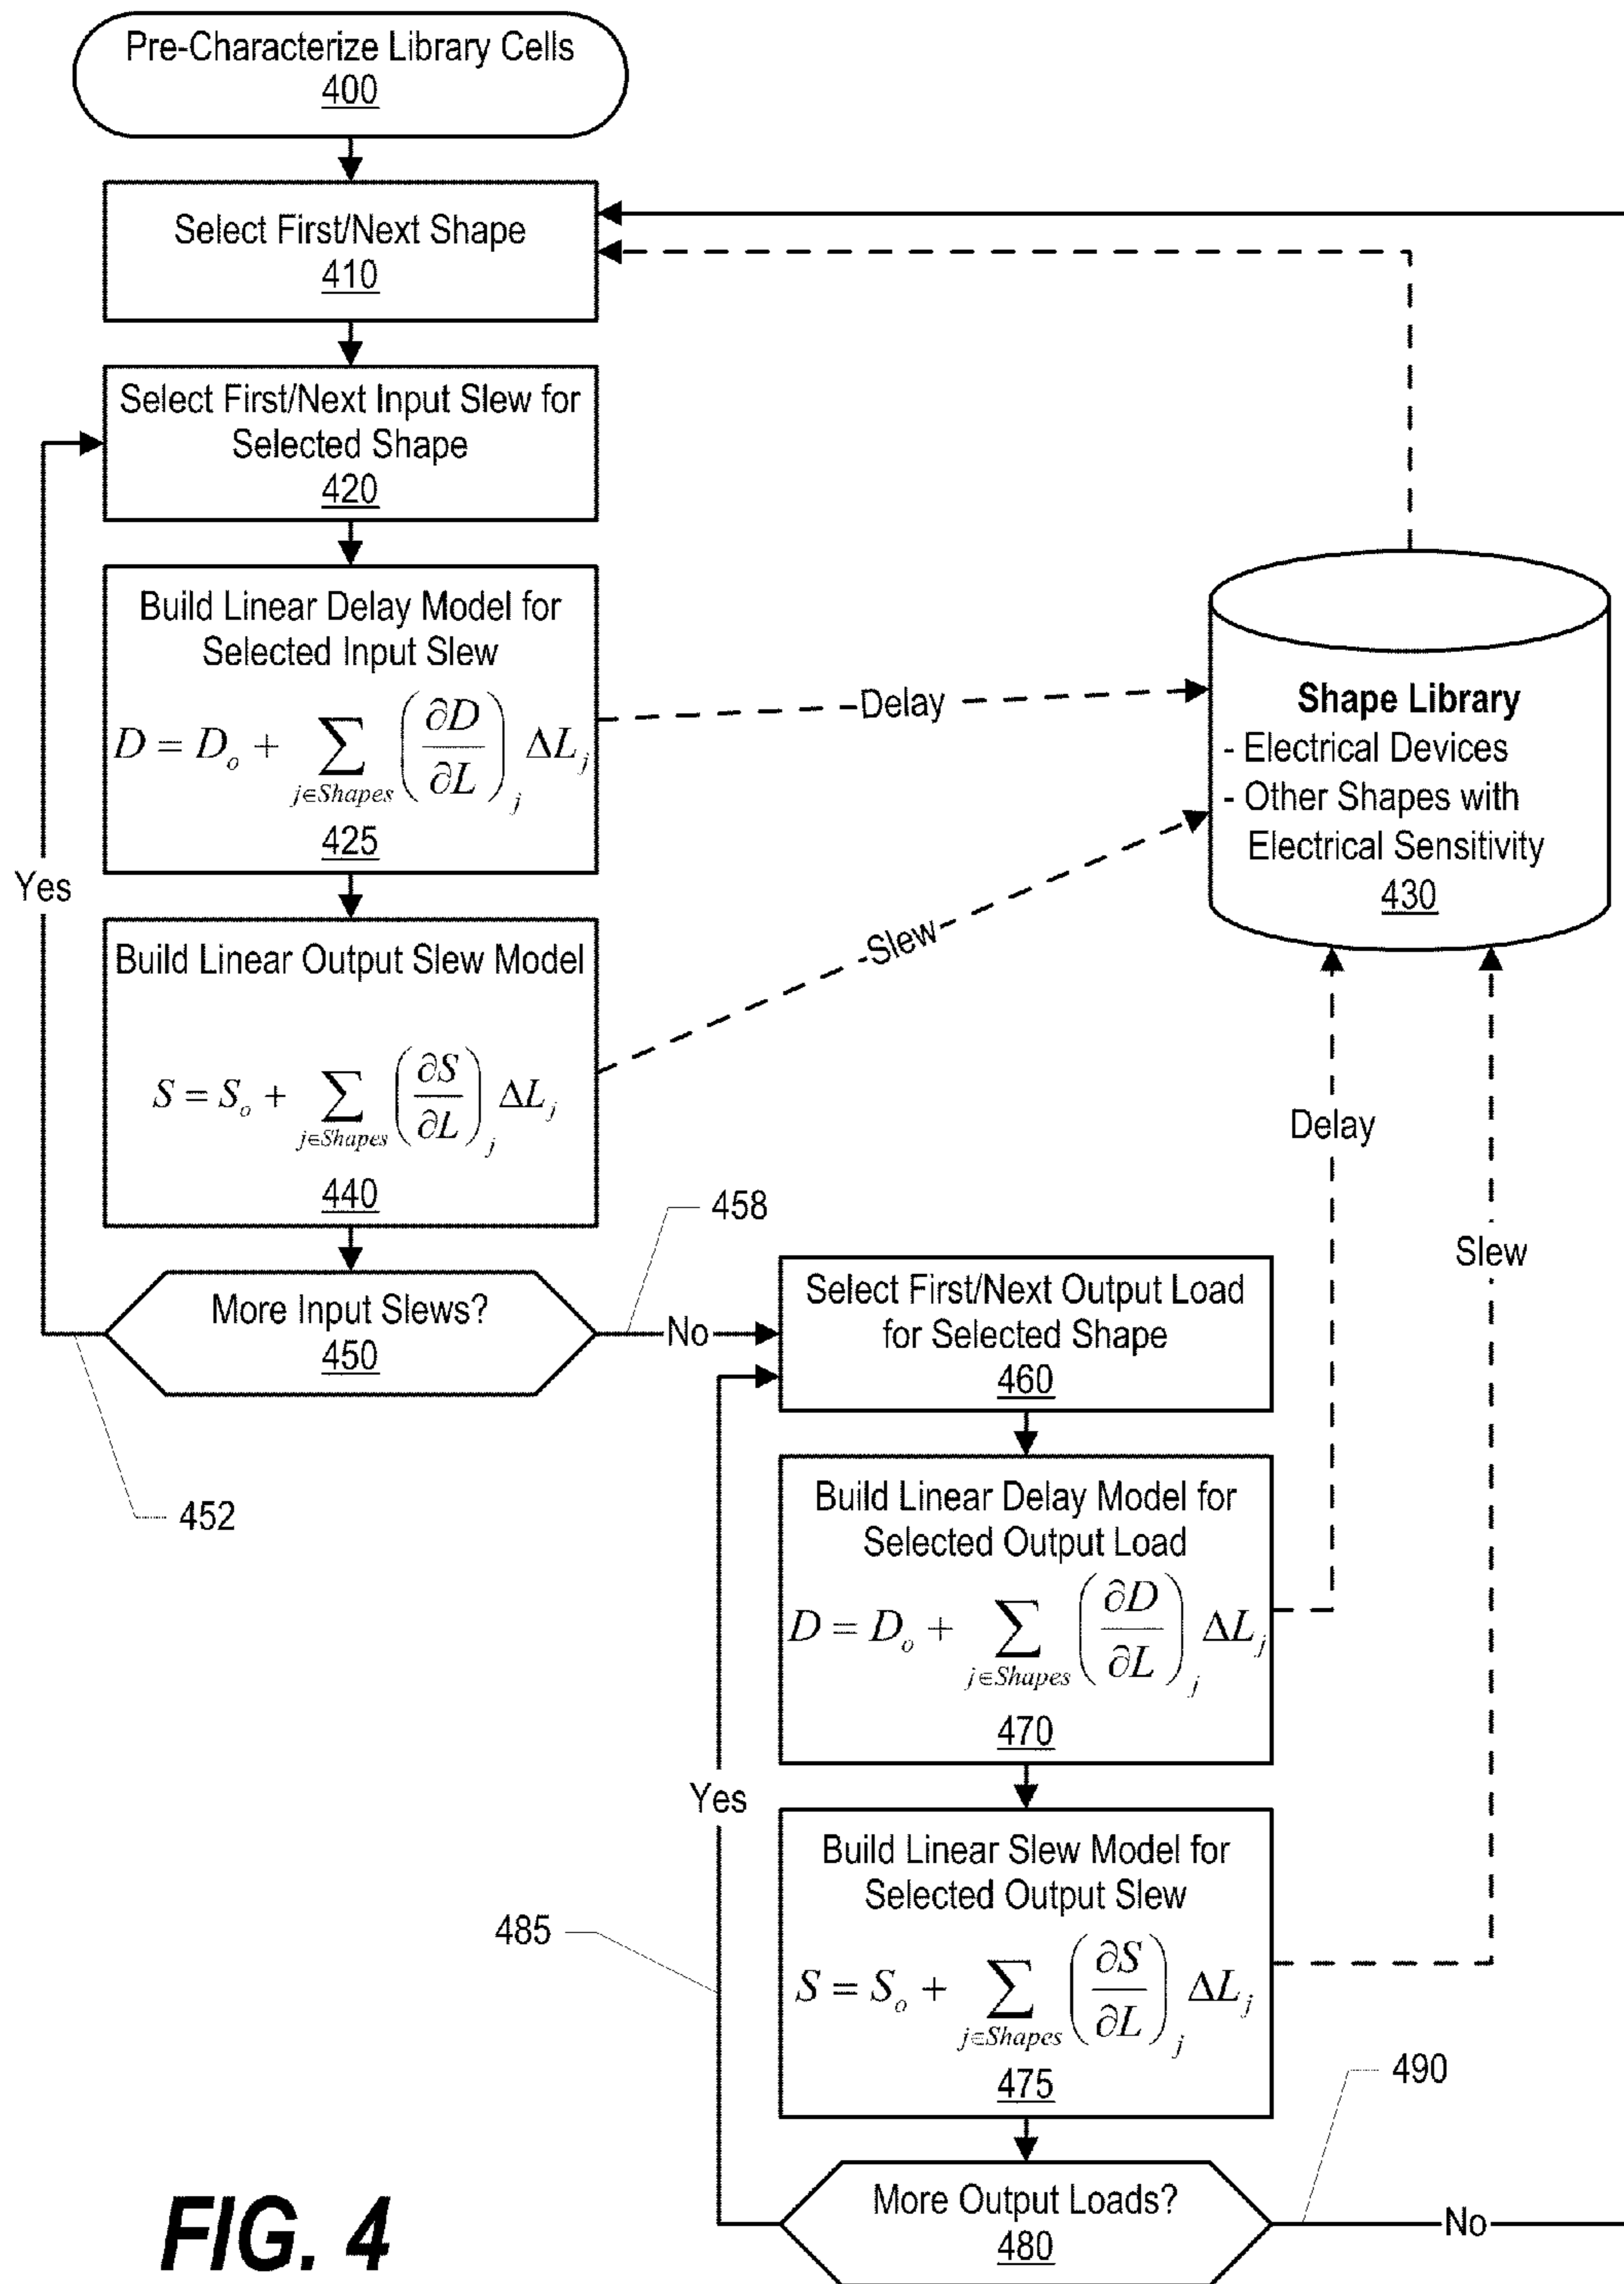 Pre-Characterize Library Cells
400
Select First/Next Shape
410
Select First/Next Input Slew for
Selected Shape
420
Build Linear Delay Model for
Selected Input Slew
D = D_o + ∑_{j∈Shapes} (∂D/∂L)_j ΔL_j
425
Delay
Shape Library
- Electrical Devices
- Other Shapes with
Electrical Sensitivity
430
Yes
Build Linear Output Slew Model
S = S_o + ∑_{j∈Shapes} (∂S/∂L)_j ΔL_j
440
Slew
Delay
Slew
458
More Input Slews?
450
No
452
Select First/Next Output Load
for Selected Shape
460
Build Linear Delay Model for
Selected Output Load
D = D_o + ∑_{j∈Shapes} (∂D/∂L)_j ΔL_j
470
Yes
Build Linear Slew Model for
Selected Output Slew
S = S_o + ∑_{j∈Shapes} (∂S/∂L)_j ΔL_j
475
485
490
More Output Loads?
480
No
FIG. 4